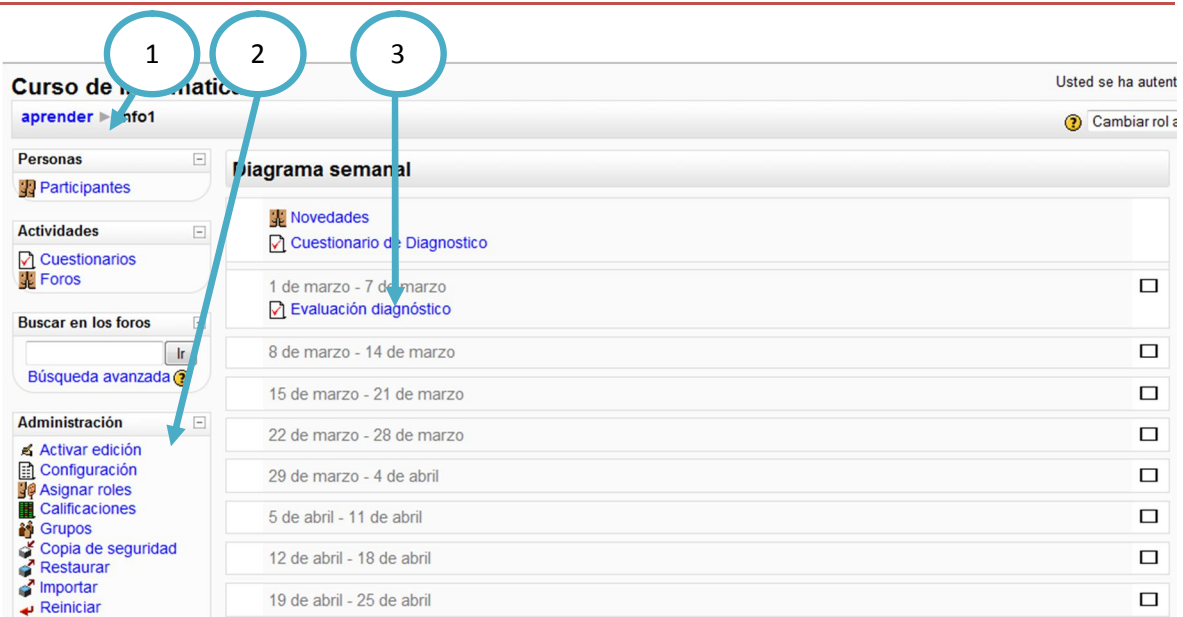 1 2 3
Curso de
Usted se ha autent
aprender ► info1
Cambiar rol a
Personas
Participantes
Actividades
Cuestionarios
Foros
Buscar en los foros
Ir
Búsqueda avanzada
Administración
Activar edición
Configuración
Asignar roles
Calificaciones
Grupos
Copia de seguridad
Restaurar
Importar
Reiniciar
Diagrama semanal
Novedades
Cuestionario de Diagnostico
1 de marzo - 7 de marzo
Evaluación diagnóstico
8 de marzo - 14 de marzo
15 de marzo - 21 de marzo
22 de marzo - 28 de marzo
29 de marzo - 4 de abril
5 de abril - 11 de abril
12 de abril - 18 de abril
19 de abril - 25 de abril